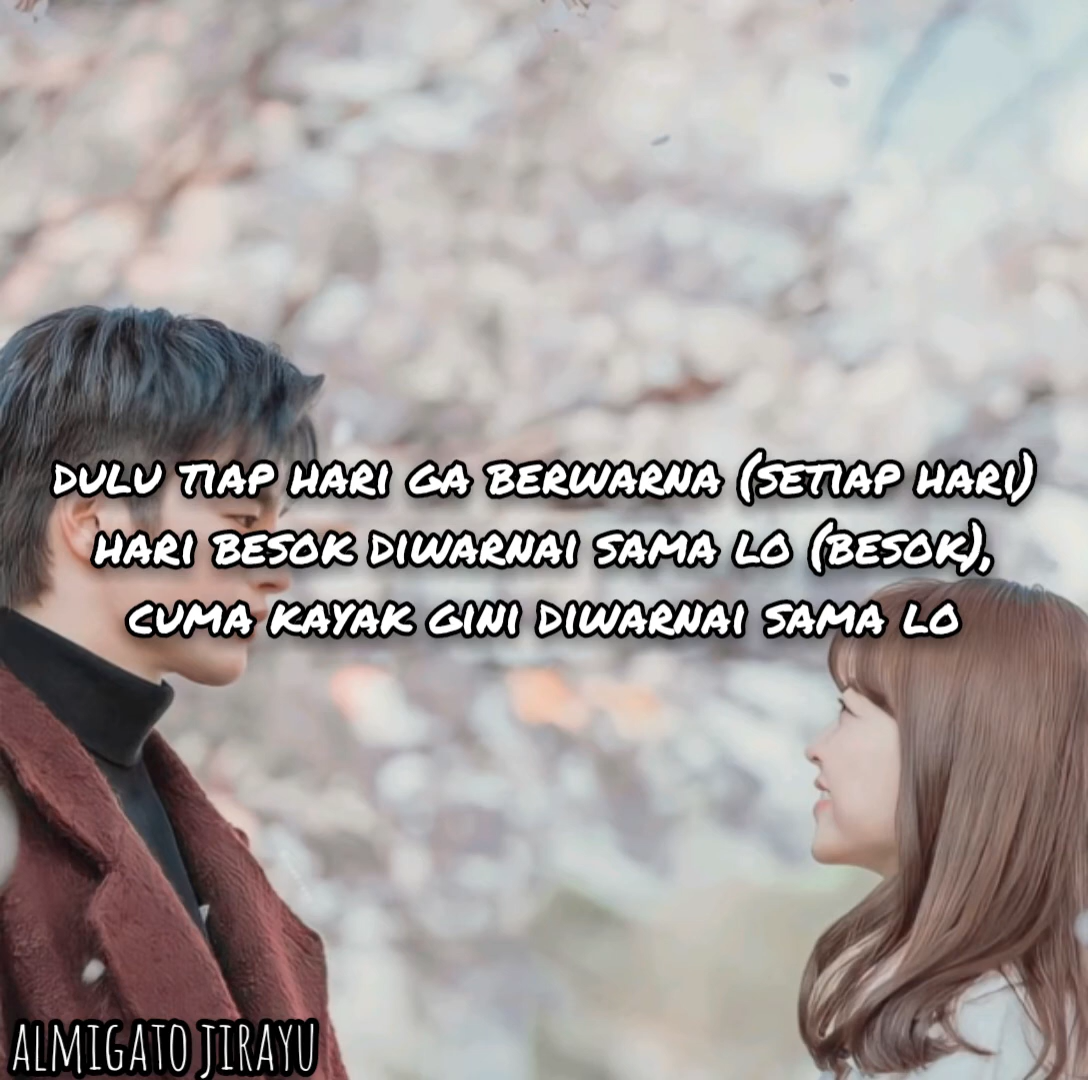 DULU TIAP HARI GA BERWARNA (SETIAP HARI)
HARI BESOK DIWARNAI SAMA LO (BESOK),
CUMA KAYAK GINI DIWARNAI SAMA LO
ALMIGATO JIRAYU